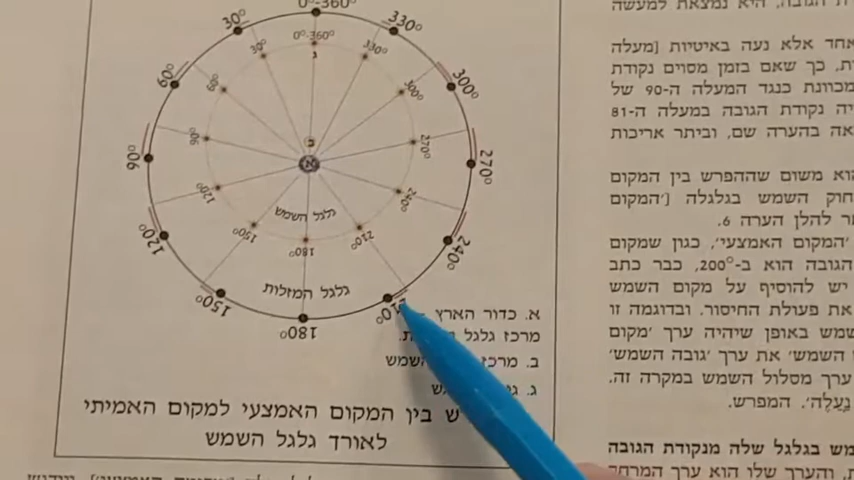 0°-360°
330°
300°
270°
240°
180°
150°
120°
90°
60°
30°
0°-360°
330°
300°
270°
240°
210°
180°
150°
120°
90°
60°
30°
ג
ב
א
גלגל השמש
גלגל המזלות
א. כדור הארץ -
מרכז גלגל
ב. מרכז השמש
ג.
בין המקום האמצעי למקום האמיתי
לאורך גלגל השמש
הגובה, היא נמצאת למעשה
אחד אלא נעה באיטיות [מעלה
כך שאם בזמן מסוים נקודת
מכוונת כנגד המעלה ה-90 של
נקודת הגובה במעלה ה-81
בהערה שם, וביתר אריכות
הוא משום שההפרש בין המקום
השמש בגלגלה ['המקום
להלן הערה 6.
'המקום האמצעי', כגון שמקום
הגובה הוא ב-200°, כבר כתב
יש להוסיף על מקום השמש
את פעולת החיסור. ובדוגמה זו
באופן שיהיה ערך 'מקום
השמש' את ערך 'גובה השמש'
ערך מסלול השמש במקרה זה,
המפרש.
בגלגל שלה מנקודת הגובה
והערך שלו הוא ערך המרחק